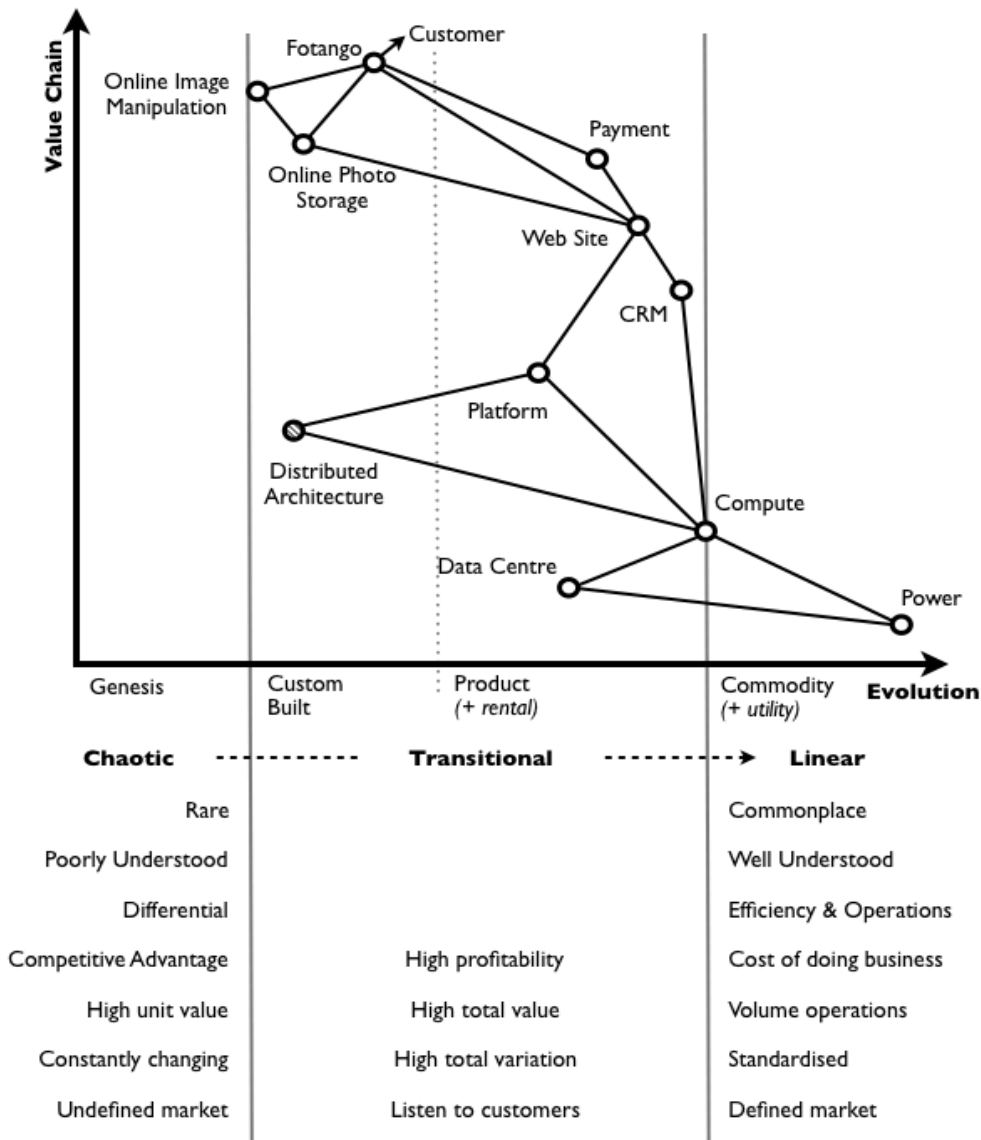 Value Chain
Customer
Fotango
Online Image
Manipulation
Payment
Online Photo
Storage
Web Site
CRM
Platform
Distributed
Architecture
Compute
Data Centre
Power
Genesis
Custom
Built
Product
(+ rental)
Commodity
(+ utility)
Evolution
Chaotic
Transitional
Linear
Rare
Commonplace
Poorly Understood
Well Understood
Differential
Efficiency & Operations
Competitive Advantage
High profitability
Cost of doing business
High unit value
High total value
Volume operations
Constantly changing
High total variation
Standardised
Undefined market
Listen to customers
Defined market